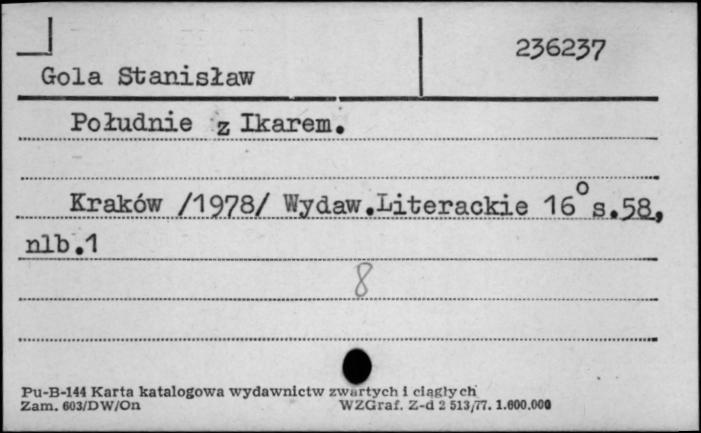 236237
Gola Stanisław
Południe z Ikarem.
Kraków /1978/ Wydaw.Literackie 16° s.58,
nlb.1
8
Pu-B-144 Karta katalogowa wydawnictw zwartych i ciągłych
Zam. 603/DW/On WZGraf. Z-d 2 513/77. 1.600.000